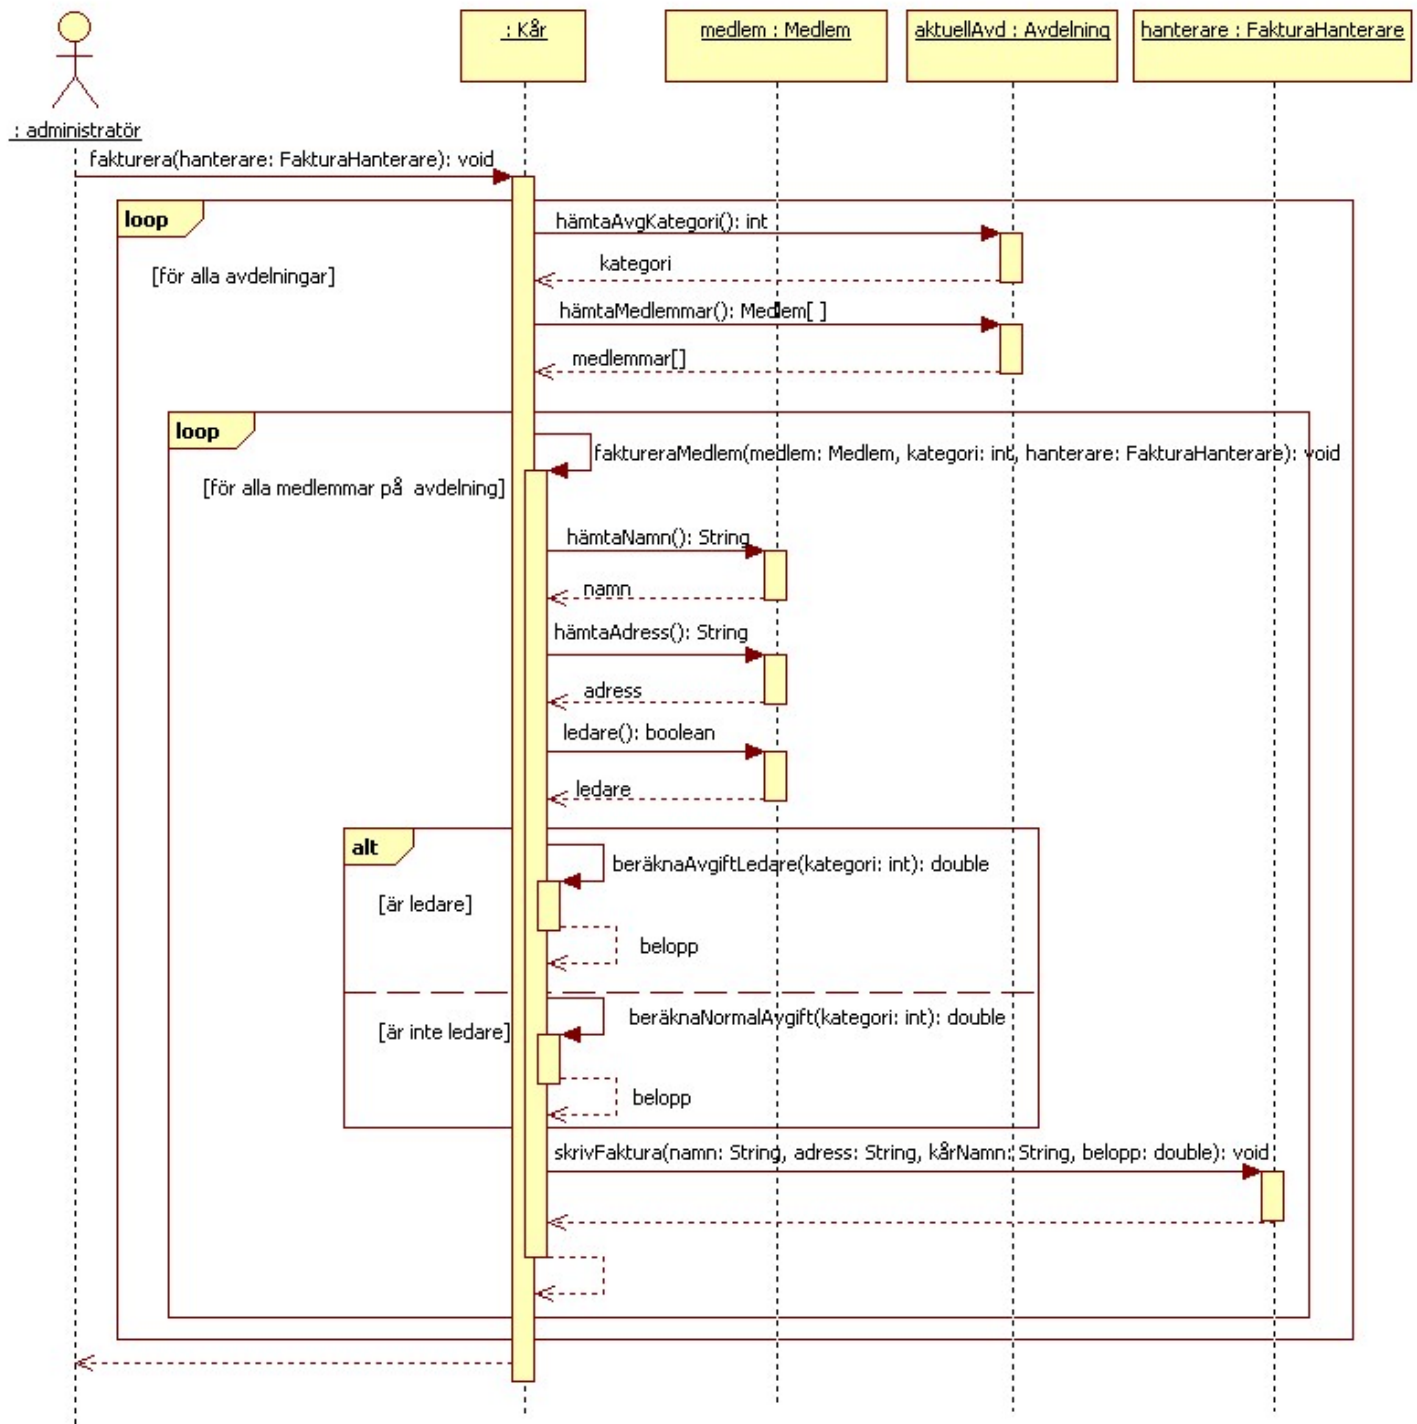 : Kår
medlem : Medlem
aktuellAvd : Avdelning
hanterare : FakturaHanterare
: administratör
fakturera(hanterare: FakturaHanterare): void
loop
[för alla avdelningar]
hämtaAvgKategori(): int
kategori
hämtaMedlemmar(): Medlem[ ]
medlemmar[]
loop
[för alla medlemmar på avdelning]
faktureraMedlem(medlem: Medlem, kategori: int, hanterare: FakturaHanterare): void
hämtaNamn(): String
namn
hämtaAdress(): String
adress
ledare(): boolean
ledare
alt
beräknaAvgiftLedare(kategori: int): double
[är ledare]
belopp
beräknaNormalAvgift(kategori: int): double
[är inte ledare]
belopp
skrivFaktura(namn: String, adress: String, kårNamn: String, belopp: double): void